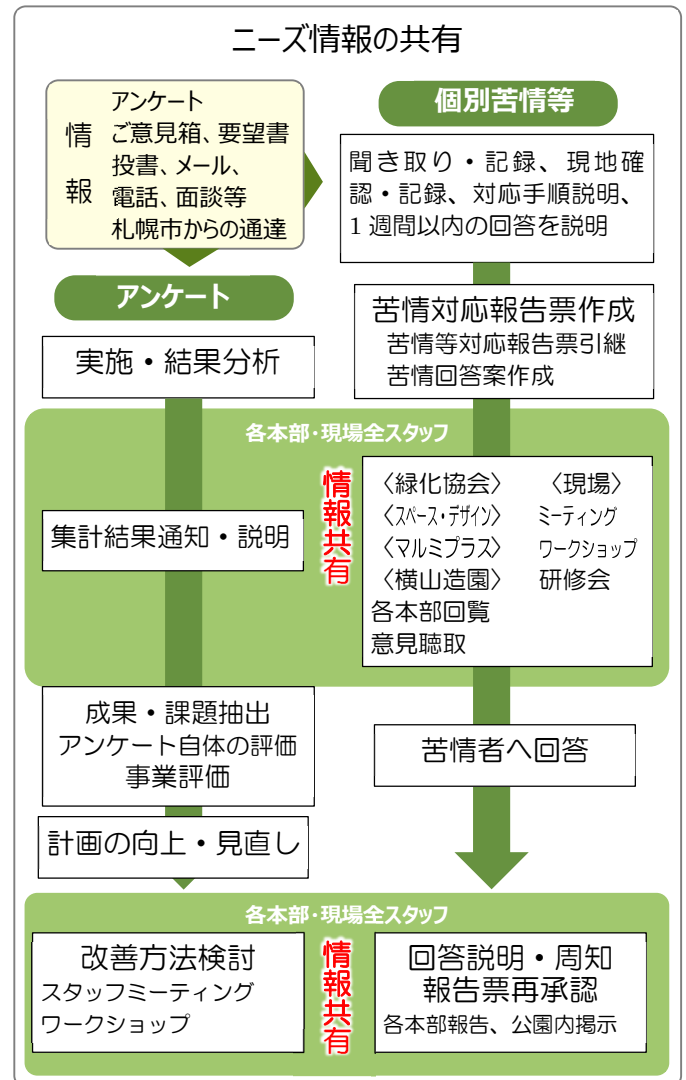 ニーズ情報の共有
情報
アンケート
ご意見箱、要望書
投書、メール、
電話、面談等
札幌市からの通達
個別苦情等
聞き取り・記録、現地確
認・記録、対応手順説明、
1週間以内の回答を説明
アンケート
実施・結果分析
苦情対応報告票作成
苦情等対応報告票引継
苦情回答案作成
各本部・現場全スタッフ
集計結果通知・説明
情報共有
〈緑化協会〉 〈現場〉
〈スペース・デザイン〉 ミーティング
〈マルミプラス〉 ワークショップ
〈横山造園〉 研修会
各本部回覧
意見聴取
成果・課題抽出
アンケート自体の評価
事業評価
計画の向上・見直し
苦情者へ回答
各本部・現場全スタッフ
改善方法検討
スタッフミーティング
ワークショップ
情報共有
回答説明・周知
報告票再承認
各本部報告、公園内掲示